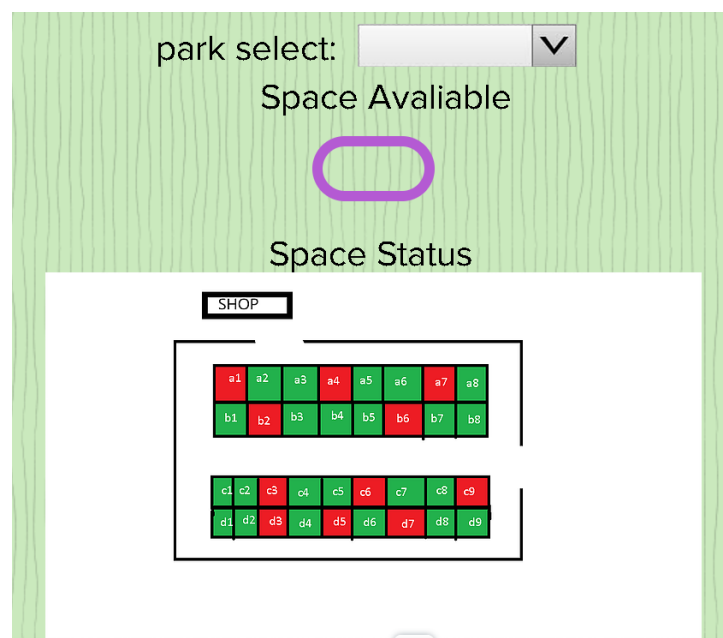 park select:
Space Avaliable
Space Status
SHOP
a1 a2 a3 a4 a5 a6 a7 a8
b1 b2 b3 b4 b5 b6 b7 b8
c1 c2 c3 c4 c5 c6 c7 c8 c9
d1 d2 d3 d4 d5 d6 d7 d8 d9